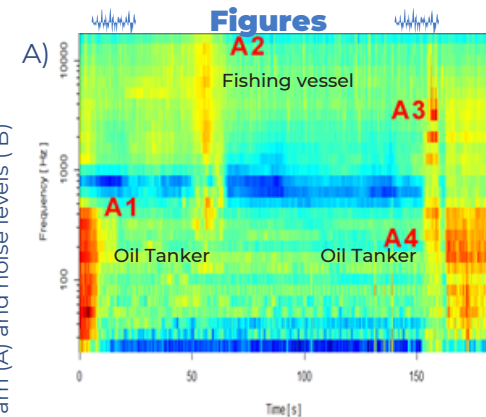 Figures
A)
A2
Fishing vessel
A3
A1
A4
Oil Tanker
Oil Tanker
10000
1000
100
Frequency [Hz]
0
50
100
150
Time[s]
(A) and noise levels (B)